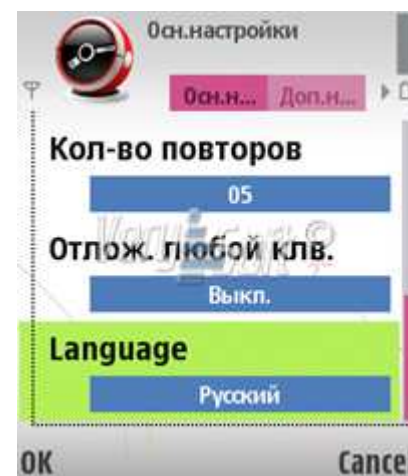 Осн.настройки
Осн.н... Доп.н...
Кол-во повторов
05
Отлож. любой клв.
Выкл.
Language
Русский
OK Cance